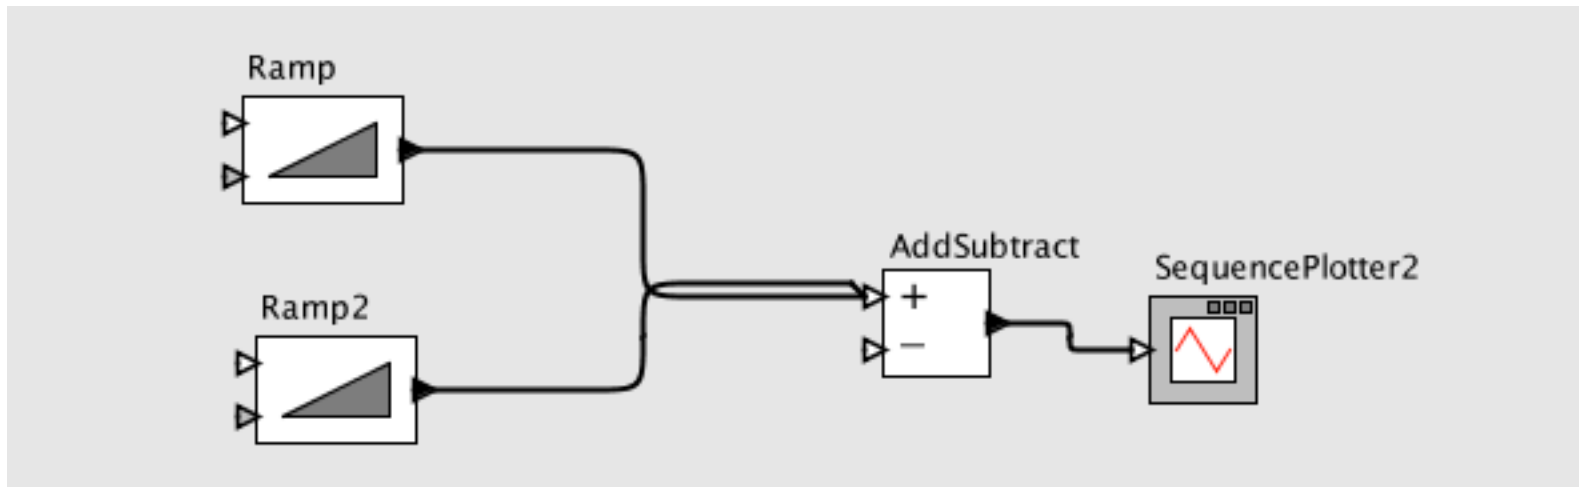 Ramp
Ramp2
AddSubtract
+
−
SequencePlotter2